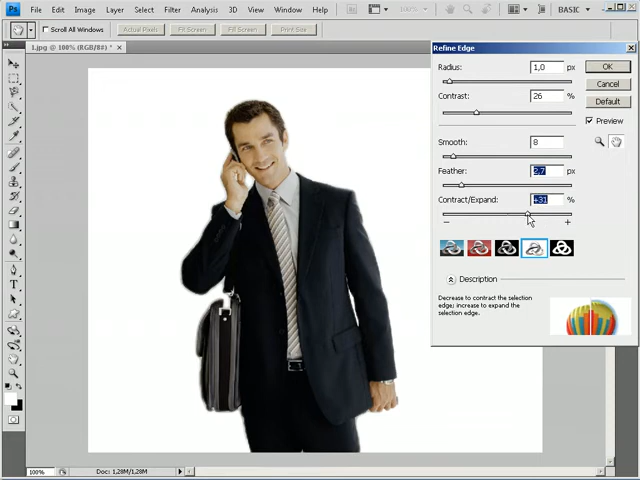 Ps
Br
100%
BASIC
File Edit Image Layer Select Filter Analysis 3D View Window Help
Scroll All Windows
Actual Pixels
Fit Screen
Fill Screen
Print Size
1.jpg @ 100% (RGB/8#) *
Refine Edge
Radius:
1,0
px
OK
Contrast:
26
%
Cancel
Default
Preview
Smooth:
8
Feather:
2,7
px
Contract/Expand:
+31
%
Description
Decrease to contract the selection
edge; increase to expand the
selection edge.
100%
Doc: 1,28M/1,28M